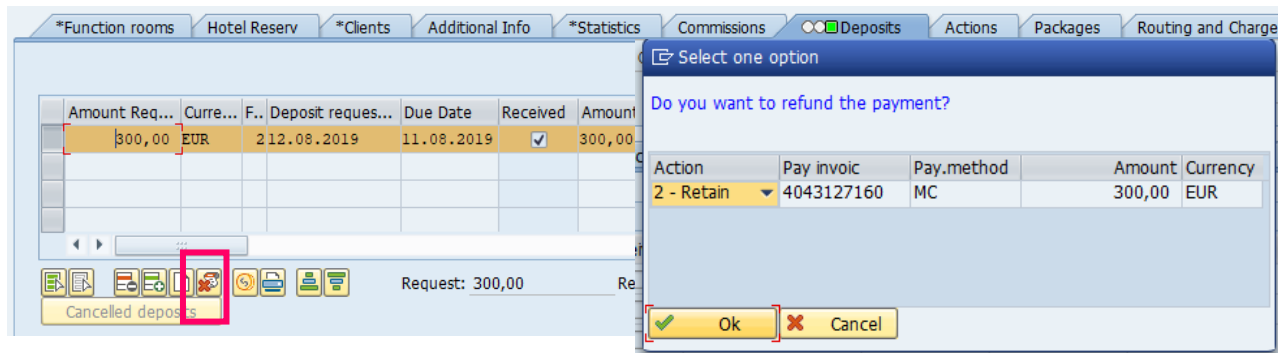 *Function rooms Hotel Reserv *Clients Additional Info *Statistics Commissions Deposits Actions Packages Routing and Charge
Select one option
Do you want to refund the payment?
Amount Req... Curre... F.. Deposit reques... Due Date Received Amount
300,00 EUR 2 12.08.2019 11.08.2019 300,00
Action Pay invoic Pay.method Amount Currency
2 - Retain 4043127160 MC 300,00 EUR
Request: 300,00 Re
Cancelled deposits
Ok Cancel